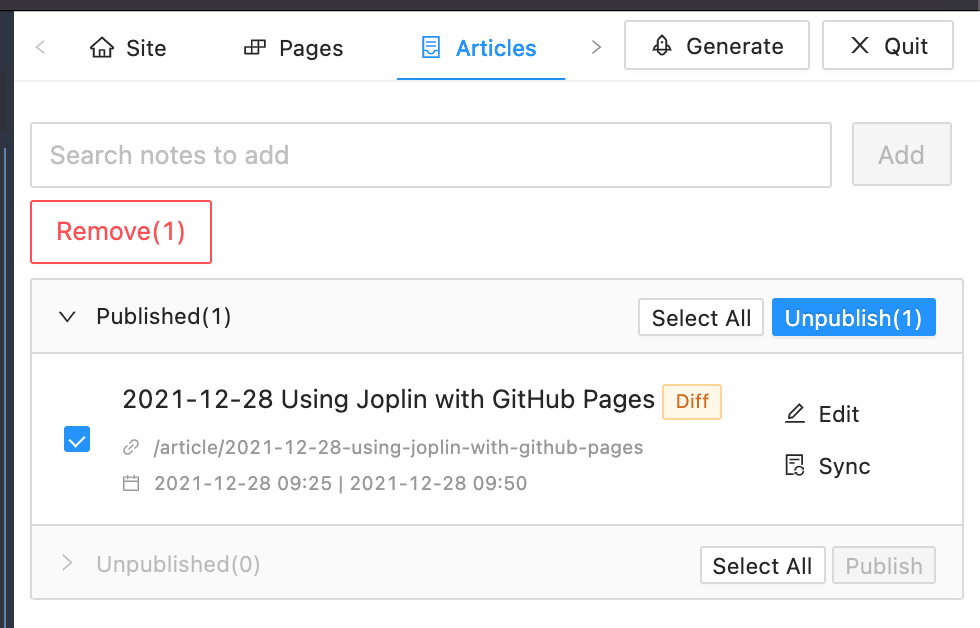 Site Pages Articles Generate Quit
Search notes to add Add
Remove(1)
Published(1) Select All Unpublish(1)
2021-12-28 Using Joplin with GitHub Pages Diff
Edit
/article/2021-12-28-using-joplin-with-github-pages
Sync
2021-12-28 09:25 | 2021-12-28 09:50
Unpublished(0) Select All Publish